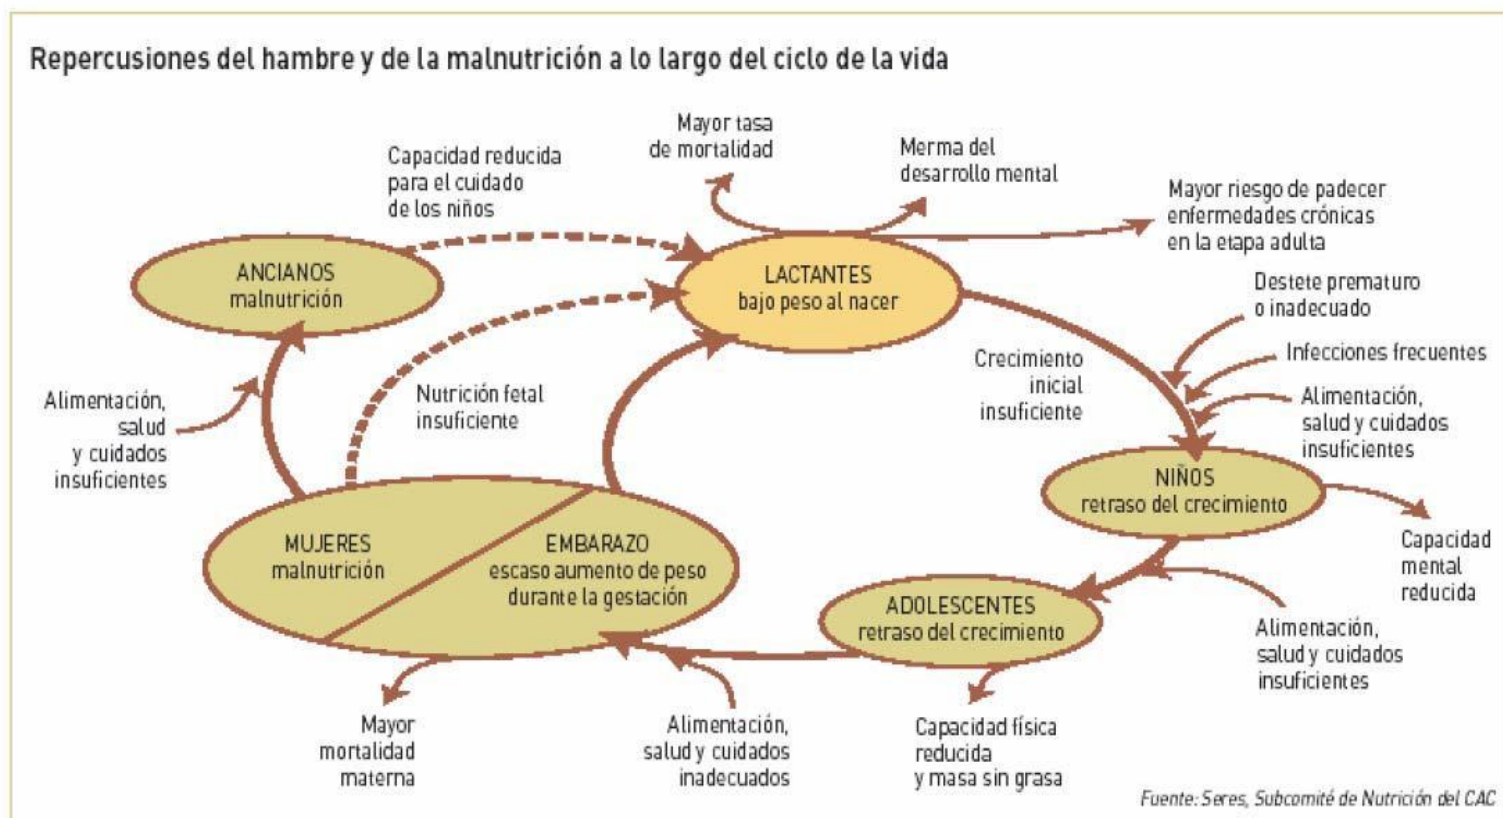 Repercusiones del hambre y de la malnutrición a lo largo del ciclo de la vida
Mayor tasa
de mortalidad
Merma del
desarrollo mental
Mayor riesgo de padecer
enfermedades crónicas
en la etapa adulta
Capacidad reducida
para el cuidado
de los niños
ANCIANOS
malnutrición
LACTANTES
bajo peso al nacer
Destete prematuro
o inadecuado
Infecciones frecuentes
Alimentación,
salud y cuidados
insuficientes
Crecimiento
inicial
insuficiente
Nutrición fetal
insuficiente
Alimentación,
salud
y cuidados
insuficientes
NIÑOS
retraso del crecimiento
Capacidad
mental
reducida
MUJERES
malnutrición
EMBARAZO
escaso aumento de peso
durante la gestación
ADOLESCENTES
retraso del crecimiento
Alimentación,
salud y cuidados
insuficientes
Mayor
mortalidad
materna
Alimentación,
salud y cuidados
inadecuados
Capacidad física
reducida
y masa sin grasa
Fuente: Seres, Subcomité de Nutrición del CAC